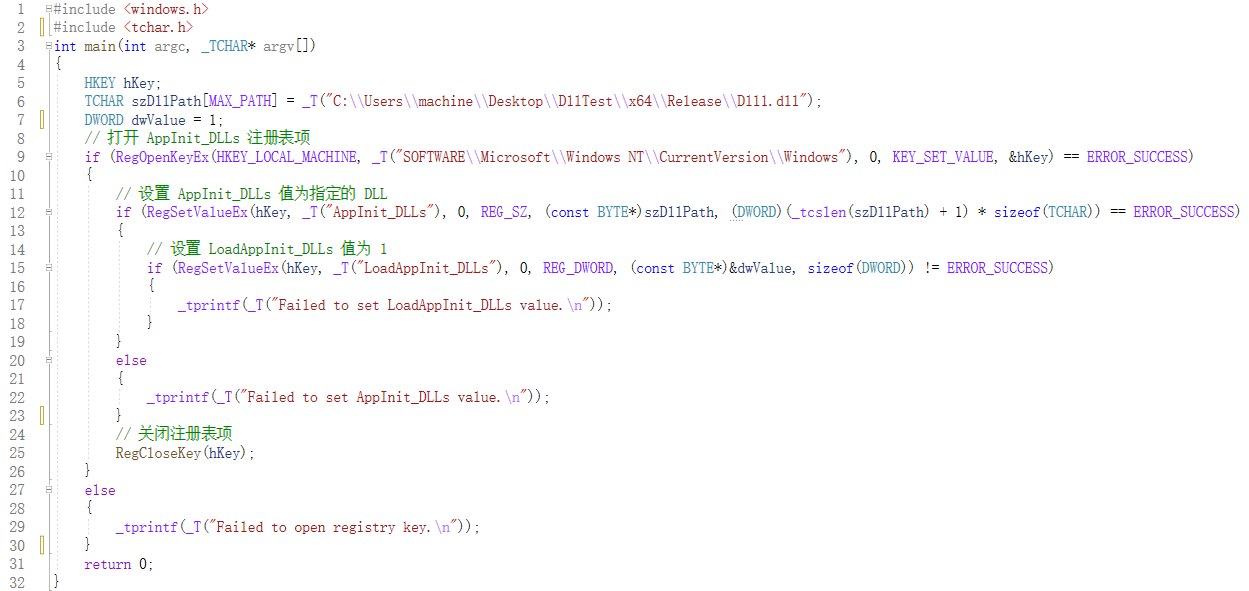 1 #include <windows.h>
2 #include <tchar.h>
3 int main(int argc, _TCHAR* argv[])
4 {
5     HKEY hKey;
6     TCHAR szDllPath[MAX_PATH] = _T("C:\\Users\\machine\\Desktop\\DllTest\\x64\\Release\\Dll1.dll");
7     DWORD dwValue = 1;
8     // 打开 AppInit_DLLs 注册表项
9     if (RegOpenKeyEx(HKEY_LOCAL_MACHINE, _T("SOFTWARE\\Microsoft\\Windows NT\\CurrentVersion\\Windows"), 0, KEY_SET_VALUE, &hKey) == ERROR_SUCCESS)
10     {
11         // 设置 AppInit_DLLs 值为指定的 DLL
12         if (RegSetValueEx(hKey, _T("AppInit_DLLs"), 0, REG_SZ, (const BYTE*)szDllPath, (DWORD)(_tcslen(szDllPath) + 1) * sizeof(TCHAR)) == ERROR_SUCCESS)
13         {
14             // 设置 LoadAppInit_DLLs 值为 1
15             if (RegSetValueEx(hKey, _T("LoadAppInit_DLLs"), 0, REG_DWORD, (const BYTE*)&dwValue, sizeof(DWORD)) != ERROR_SUCCESS)
16             {
17                 _tprintf(_T("Failed to set LoadAppInit_DLLs value.\n"));
18             }
19         }
20         else
21         {
22             _tprintf(_T("Failed to set AppInit_DLLs value.\n"));
23         }
24         // 关闭注册表项
25         RegCloseKey(hKey);
26     }
27     else
28     {
29         _tprintf(_T("Failed to open registry key.\n"));
30     }
31     return 0;
32 }